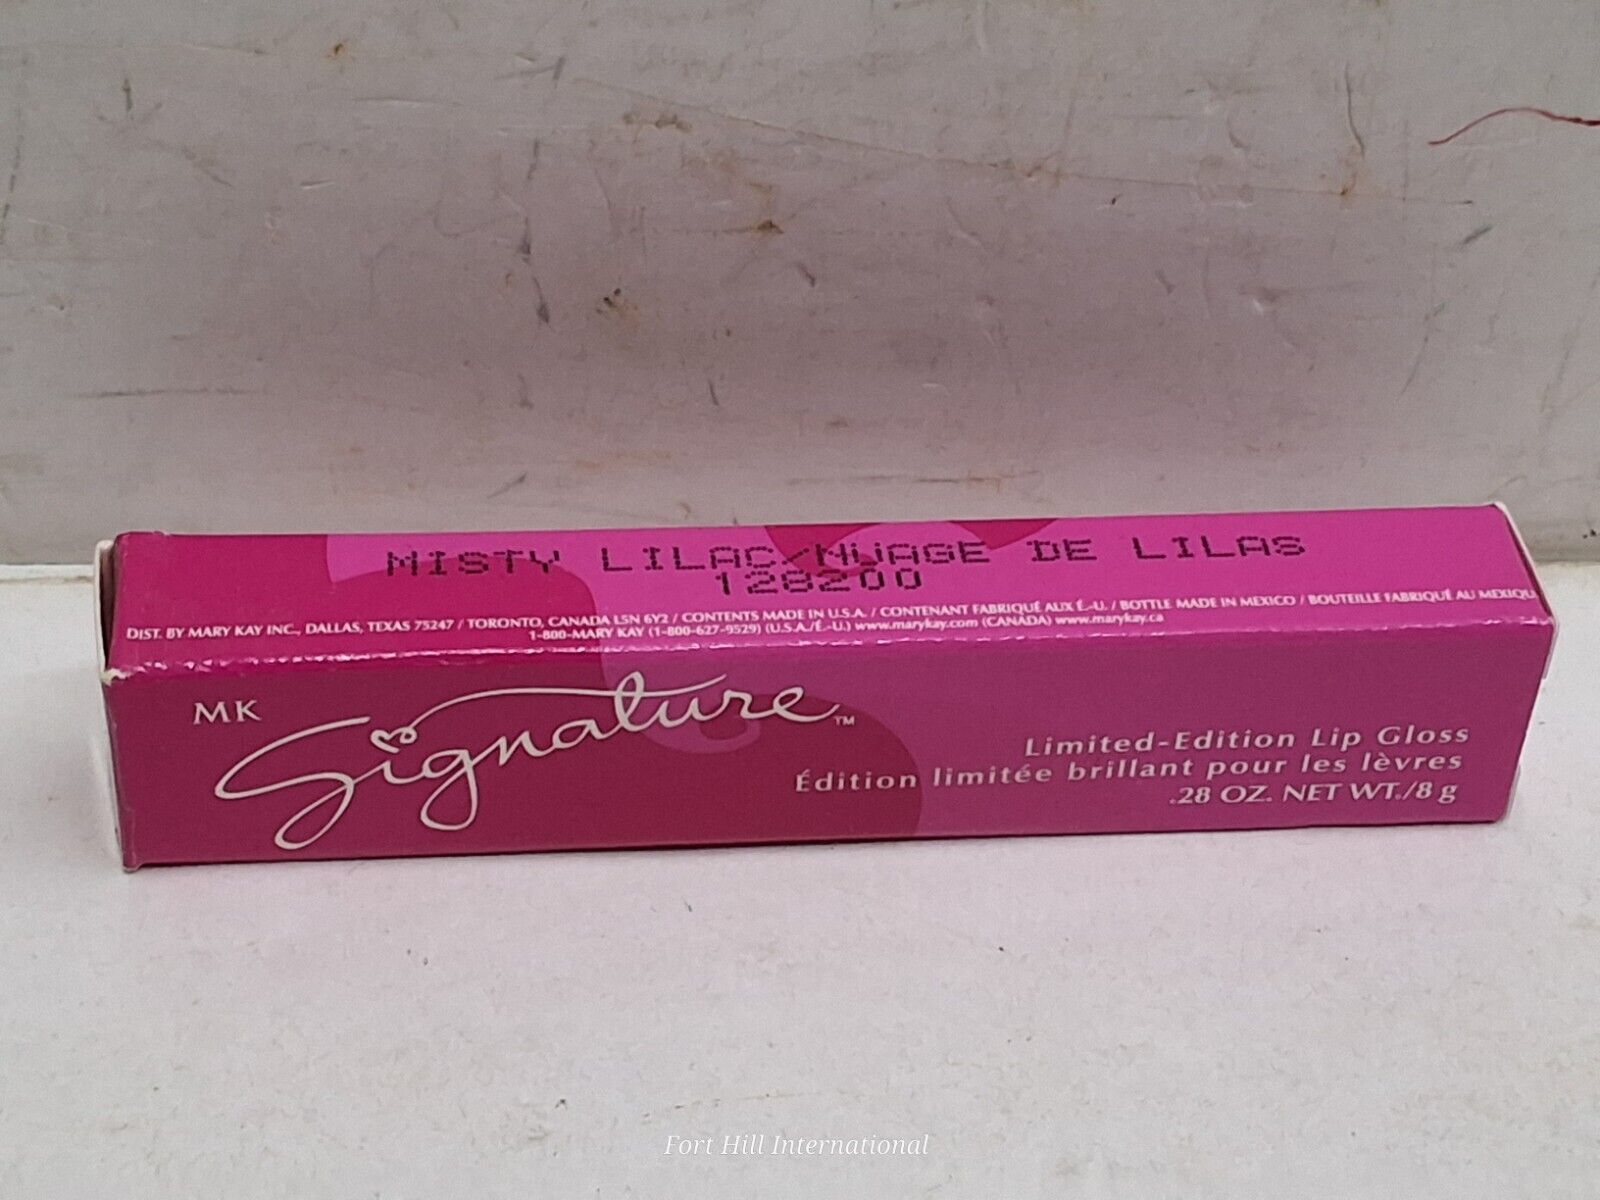 MISTY LILAC/NUAGE DE LILAS
128200
DIST. BY MARY KAY INC., DALLAS, TEXAS 75247 / TORONTO, CANADA L5N 6Y2 / CONTENTS MADE IN U.S.A. / CONTENANT FABRIQUÉ AUX É.-U. / BOTTLE MADE IN MEXICO / BOUTEILLE FABRIQUÉ AU MEXIQU
1-800-MARY KAY (1-800-627-9529) (U.S.A./É.-U.) www.marykay.com (CANADA) www.marykay.ca
MK
Signature™
Limited-Edition Lip Gloss
Édition limitée brillant pour les lèvres
.28 OZ. NET WT./8 g
Fort Hill International